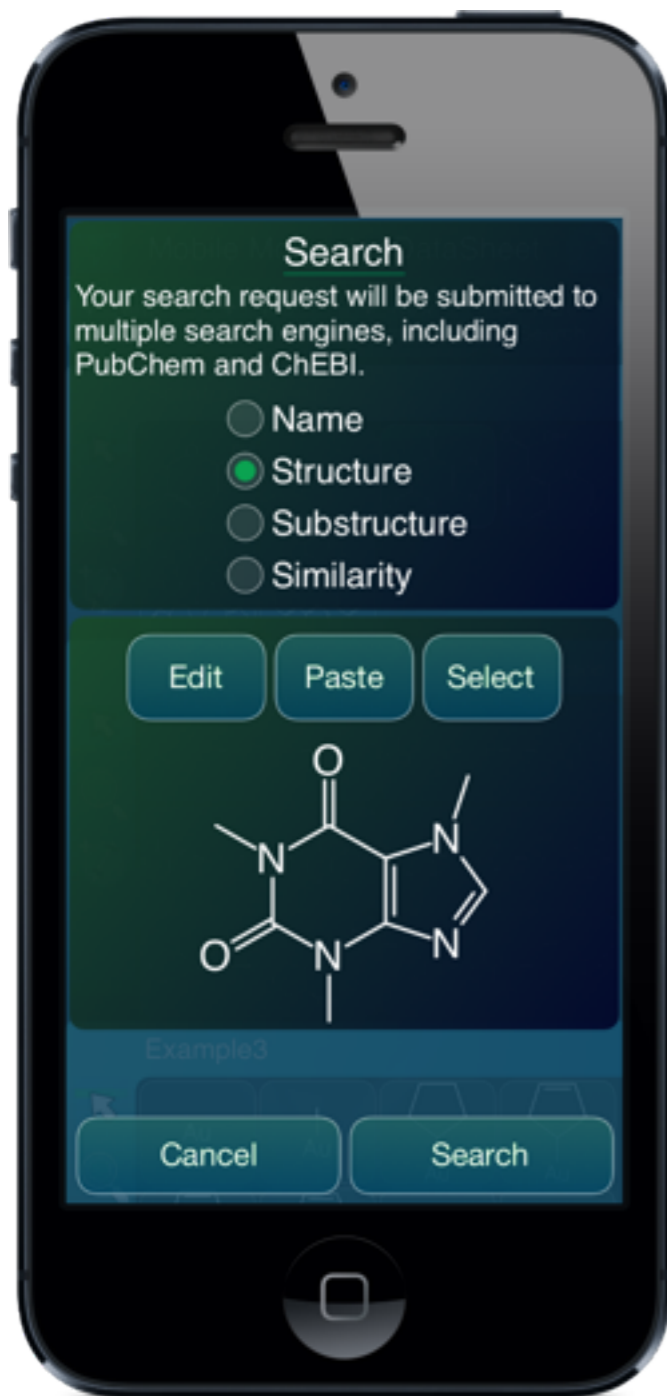 Search
Your search request will be submitted to
multiple search engines, including
PubChem and ChEBI.
Name
Structure
Substructure
Similarity
Edit Paste Select
O
N
N
O
N
N
Example3
Cancel Search